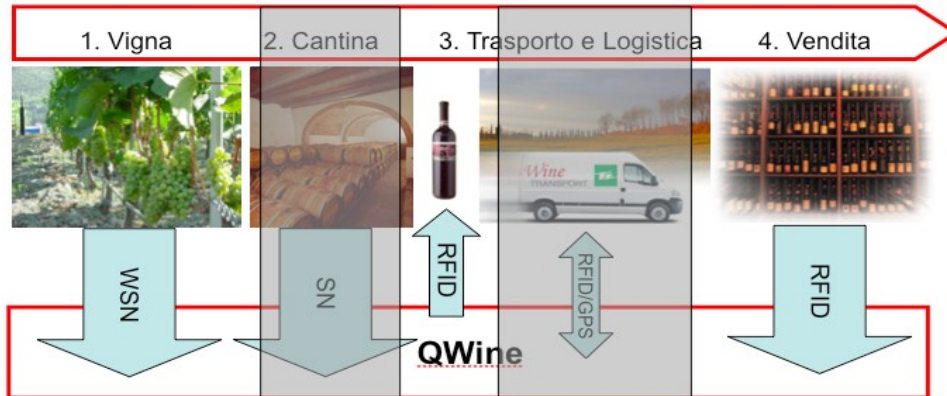 1. Vigna
2. Cantina
3. Trasporto e Logistica
4. Vendita
Wine
TRANSPORT
WSN
SN
RFID
RFID/GPS
RFID
QWine